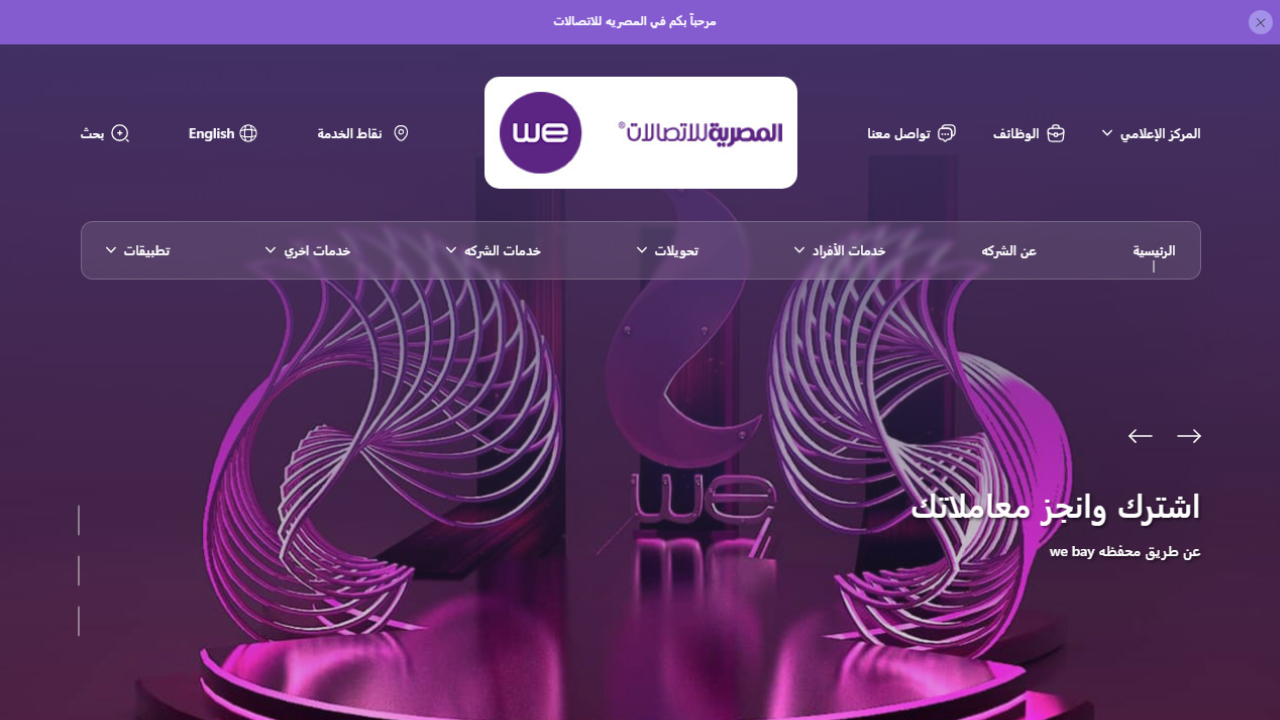 مرحباً بكم في المصريه للاتصالات
المركز الإعلامي
الوظائف
تواصل معنا
المصرية للاتصالات®
we
نقاط الخدمة
English
بحث
الرئيسية
عن الشركه
خدمات الأفراد
تحويلات
خدمات الشركه
خدمات اخري
تطبيقات
we
اشترك وانجز معاملاتك
عن طريق محفظه we bay